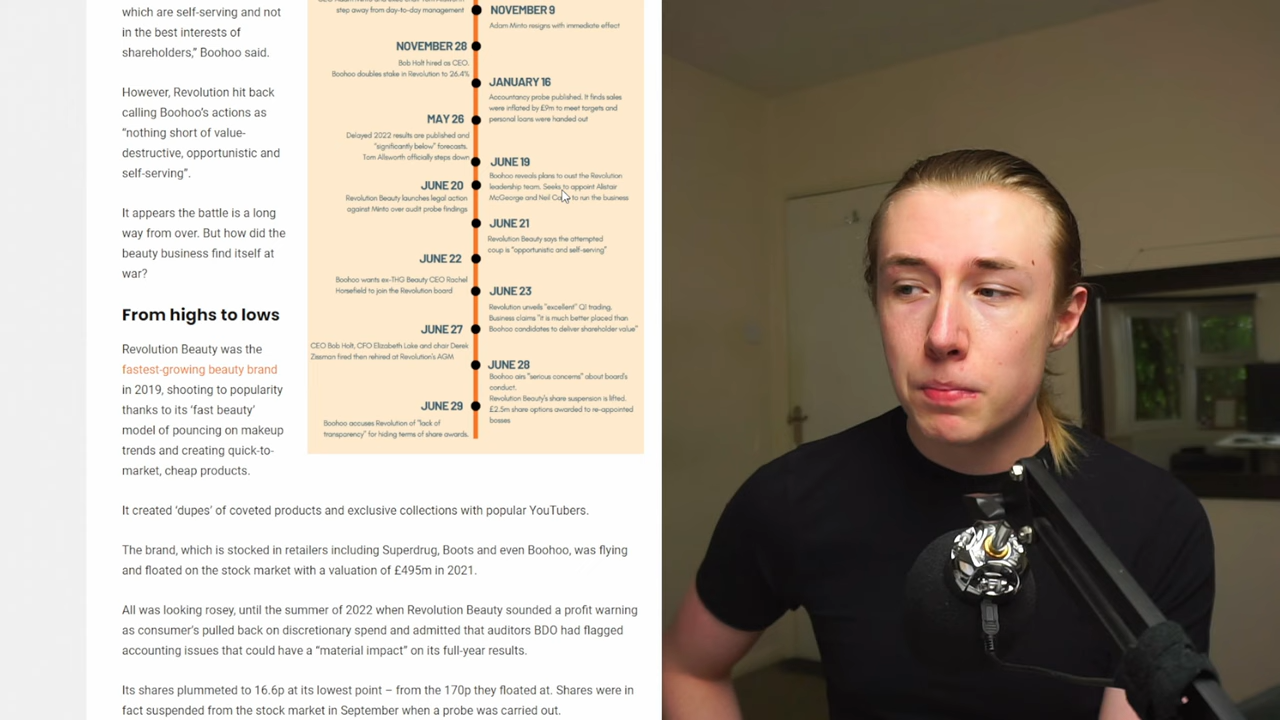 which are self-serving and not
in the best interests of
shareholders,” Boohoo said.
However, Revolution hit back
calling Boohoo's actions as
“nothing short of value-
destructive, opportunistic and
self-serving”.
It appears the battle is a long
way from over. But how did the
beauty business find itself at
war?
From highs to lows
Revolution Beauty was the
fastest-growing beauty brand
in 2019, shooting to popularity
thanks to its ‘fast beauty’
model of pouncing on makeup
trends and creating quick-to-
market, cheap products.
step away from day-to-day management
NOVEMBER 9
Adam Minto resigns with immediate effect
NOVEMBER 28
Bob Holt hired as CEO.
Boohoo doubles stake in Revolution to 26.4%
JANUARY 16
Accountancy probe published. It finds sales
were inflated by £9m to meet targets and
personal loans were handed out
MAY 26
Delayed 2022 results are published and
"significantly below" forecasts.
Tom Allsworth officially steps down
JUNE 19
Boohoo reveals plans to oust the Revolution
leadership team. Seeks to appoint Alistair
McGeorge and Neil to run the business
JUNE 20
Revolution Beauty launches legal action
against Minto over audit probe findings
JUNE 21
Revolution Beauty says the attempted
coup is "opportunistic and self-serving"
JUNE 22
Boohoo wants ex-THG Beauty CEO Rachel
Horsefield to join the Revolution board
JUNE 23
Revolution unveils "excellent" Q1 trading.
Business claims "it is much better placed than
Boohoo candidates to deliver shareholder value"
JUNE 27
CEO Bob Holt, CFO Elizabeth Lake and chair Derek
Zissman fired then rehired at Revolution's AGM
JUNE 28
Boohoo airs "serious concerns" about board's
conduct.
Revolution Beauty's share suspension is lifted.
£2.5m share options awarded to re-appointed
bosses
JUNE 29
Boohoo accuses Revolution of "lack of
transparency" for hiding terms of share awards.
It created ‘dupes’ of coveted products and exclusive collections with popular YouTubers.
The brand, which is stocked in retailers including Superdrug, Boots and even Boohoo, was flying
and floated on the stock market with a valuation of £495m in 2021.
All was looking rosey, until the summer of 2022 when Revolution Beauty sounded a profit warning
as consumer’s pulled back on discretionary spend and admitted that auditors BDO had flagged
accounting issues that could have a “material impact” on its full-year results.
Its shares plummeted to 16.6p at its lowest point – from the 170p they floated at. Shares were in
fact suspended from the stock market in September when a probe was carried out.